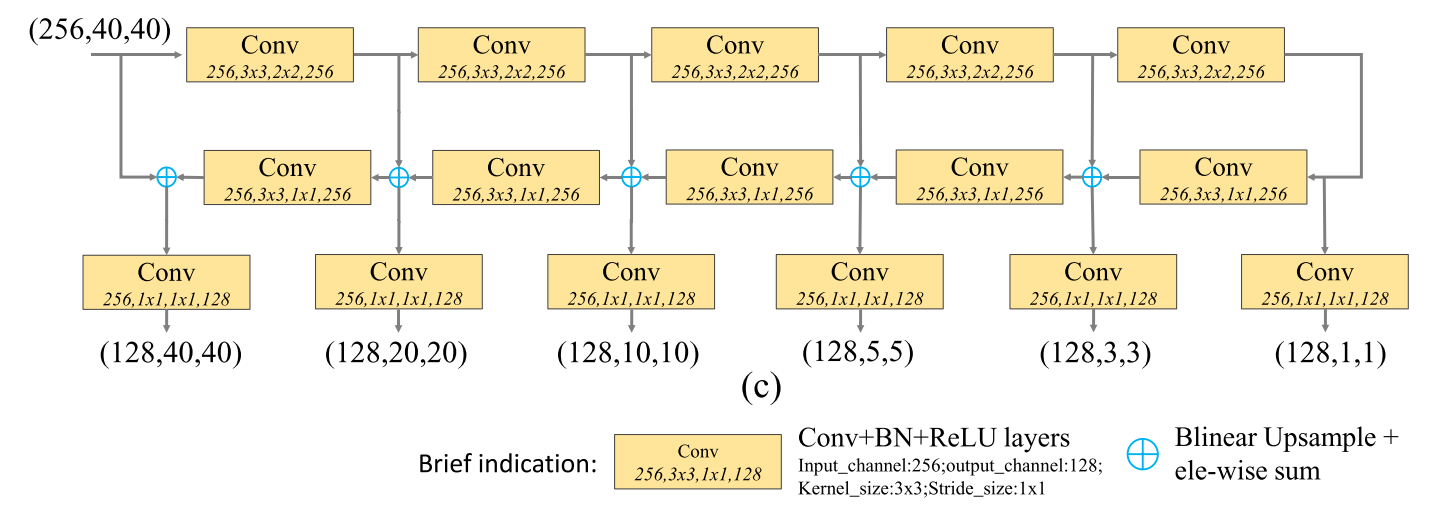 (256,40,40)
Conv
256,3x3,2x2,256
Conv
256,3x3,2x2,256
Conv
256,3x3,2x2,256
Conv
256,3x3,2x2,256
Conv
256,3x3,2x2,256
Conv
256,3x3,1x1,256
Conv
256,3x3,1x1,256
Conv
256,3x3,1x1,256
Conv
256,3x3,1x1,256
Conv
256,3x3,1x1,256
Conv
256,1x1,1x1,128
Conv
256,1x1,1x1,128
Conv
256,1x1,1x1,128
Conv
256,1x1,1x1,128
Conv
256,1x1,1x1,128
Conv
256,1x1,1x1,128
(128,40,40)
(128,20,20)
(128,10,10)
(128,5,5)
(128,3,3)
(128,1,1)
(c)
Brief indication:
Conv
256,3x3,1x1,128
Conv+BN+ReLU layers
Input_channel:256;output_channel:128;
Kernel_size:3x3;Stride_size:1x1
Blinear Upsample +
ele-wise sum